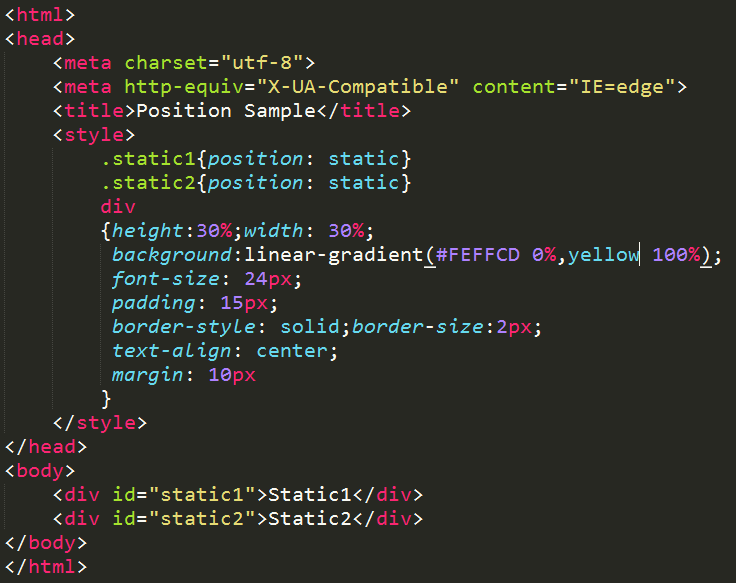 <html>
<head>
    <meta charset="utf-8">
    <meta http-equiv="X-UA-Compatible" content="IE=edge">
    <title>Position Sample</title>
    <style>
        .static1{position: static}
        .static2{position: static}
        div
        {height:30%;width: 30%;
         background:linear-gradient(#FEFFCD 0%,yellow 100%);
         font-size: 24px;
         padding: 15px;
         border-style: solid;border-size:2px;
         text-align: center;
         margin: 10px
        }
    </style>
</head>
<body>
    <div id="static1">Static1</div>
    <div id="static2">Static2</div>
</body>
</html>